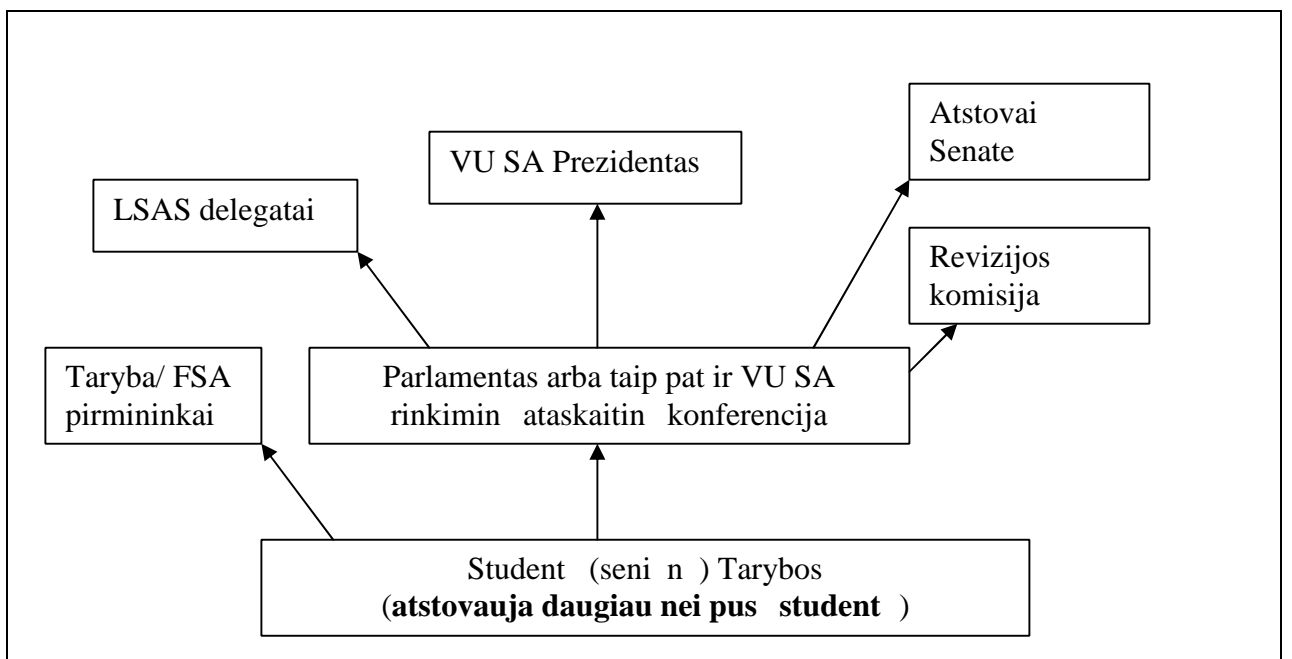 Atstovai
Senate
VU SA Prezidentas
LSAS delegatai
Revizijos
komisija
Taryba/ FSA
pirmininkai
Parlamentas arba taip pat ir VU SA
rinkimin ataskaitin konferencija
Student (seni n ) Tarybos
(atstovauja daugiau nei pus student )